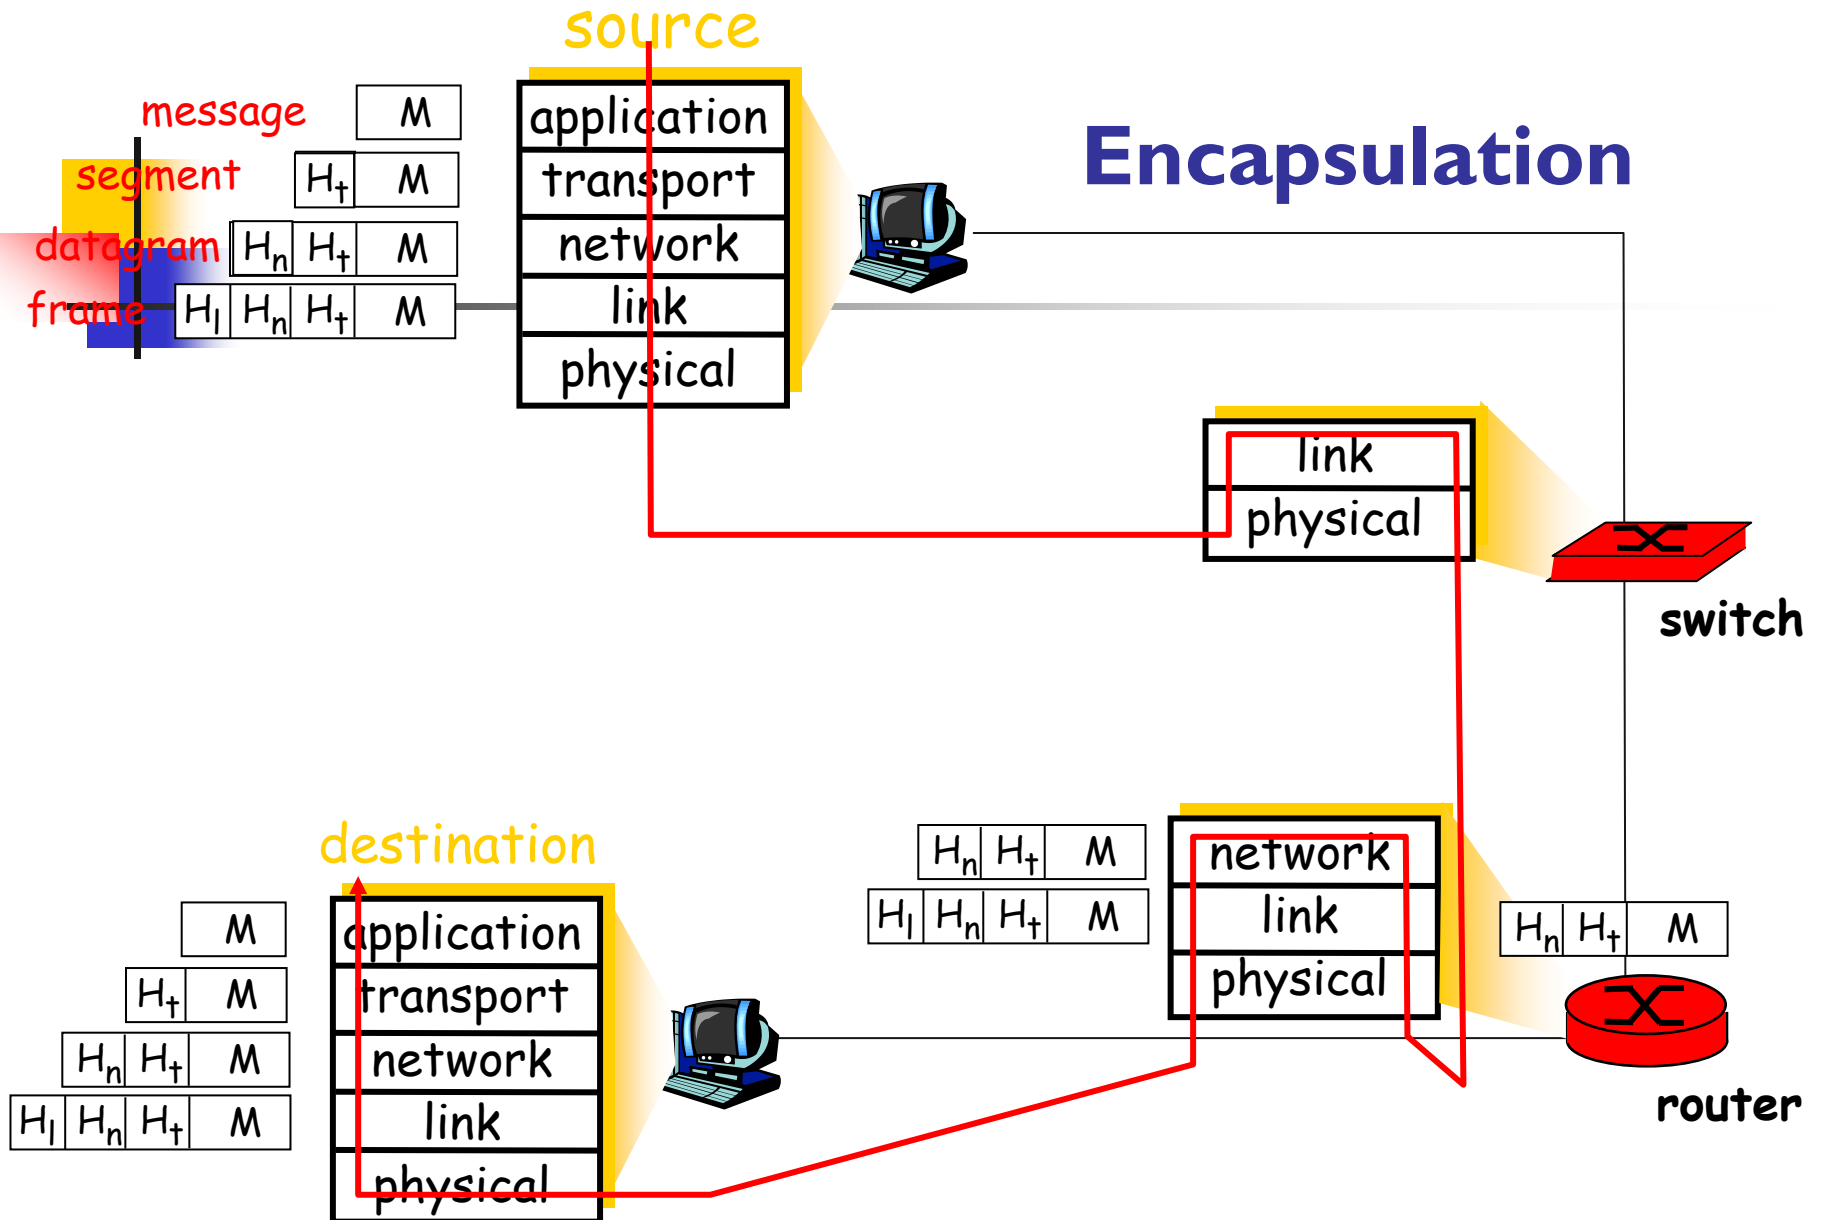 source
Encapsulation
message M application
segment Ht M transport
datagram Hn Ht M network
frame Hl Hn Ht M link
physical
link
physical
switch
destination
Hn Ht M network
Hl Hn Ht M link
Hn Ht M
physical
router
M application
Ht M transport
Hn Ht M network
Hl Hn Ht M link
physical